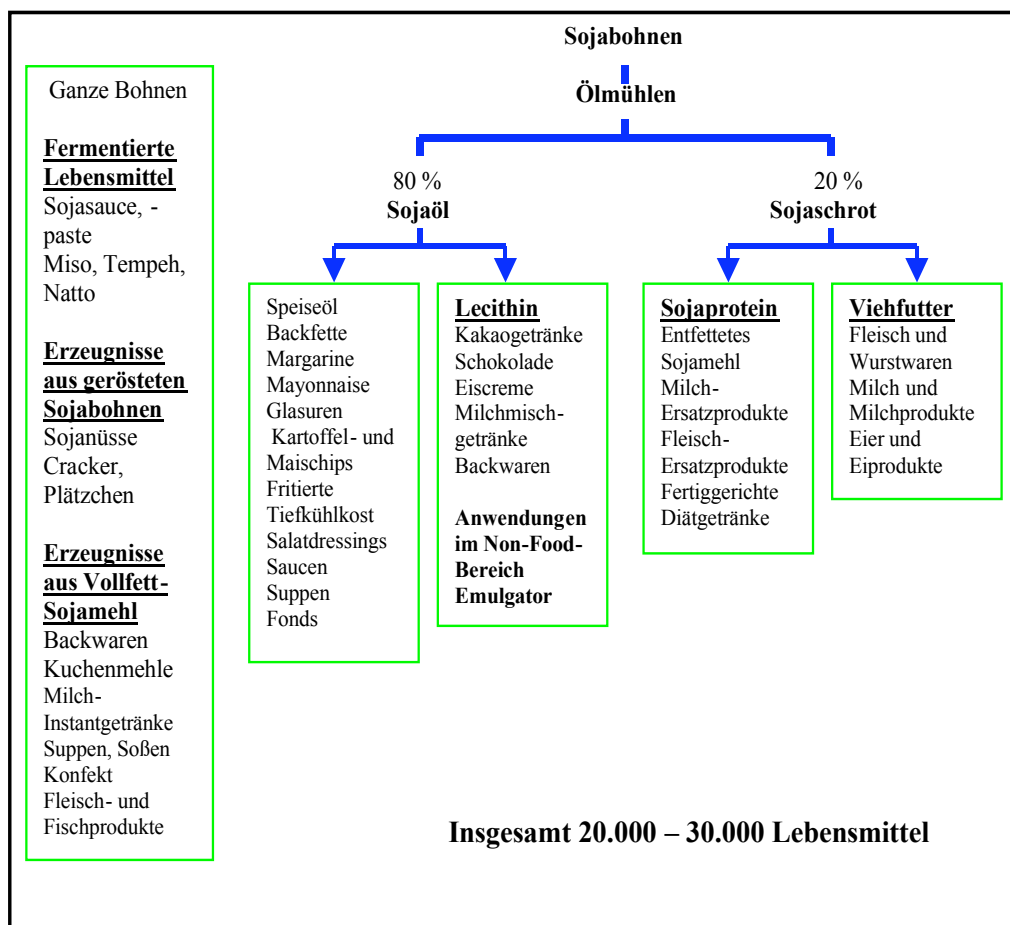 Ganze Bohnen
Fermentierte
Lebensmittel
Sojasauce, -
paste
Miso, Tempeh,
Natto
Erzeugnisse
aus gerösteten
Sojabohnen
Sojanüsse
Cracker,
Plätzchen
Erzeugnisse
aus Vollfett-
Sojamehl
Backwaren
Kuchenmehle
Milch-
Instantgetränke
Suppen, Soßen
Konfekt
Fleisch- und
Fischprodukte
Sojabohnen
Ölmühlen
80 %
Sojaöl
20 %
Sojaschrot
Speiseöl
Backfette
Margarine
Mayonnaise
Glasuren
Kartoffel- und
Maischips
Fritierte
Tiefkühlkost
Salatdressings
Saucen
Suppen
Fonds
Lecithin
Kakaogetränke
Schokolade
Eiscreme
Milchmisch-
getränke
Backwaren
Anwendungen
im Non-Food-
Bereich
Emulgator
Sojaprotein
Entfettetes
Sojamehl
Milch-
Ersatzprodukte
Fleisch-
Ersatzprodukte
Fertiggerichte
Diätgetränke
Viehfutter
Fleisch und
Wurstwaren
Milch und
Milchprodukte
Eier und
Eiprodukte
Insgesamt 20.000 – 30.000 Lebensmittel